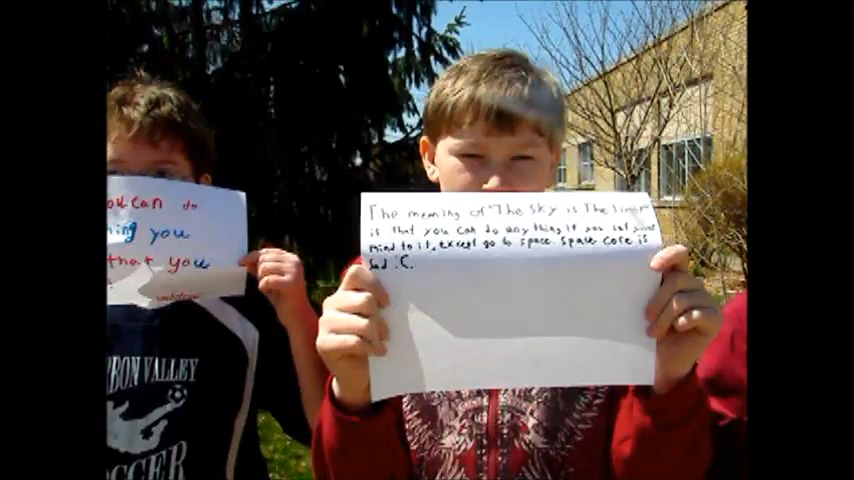 ou can do
ing you
that you
The meaning of "The sky is The limit"
is that you can do anything if you set your
mind to it, except go to space. Space core is
Sad. :C.
RBON VALLEY
SOCCER